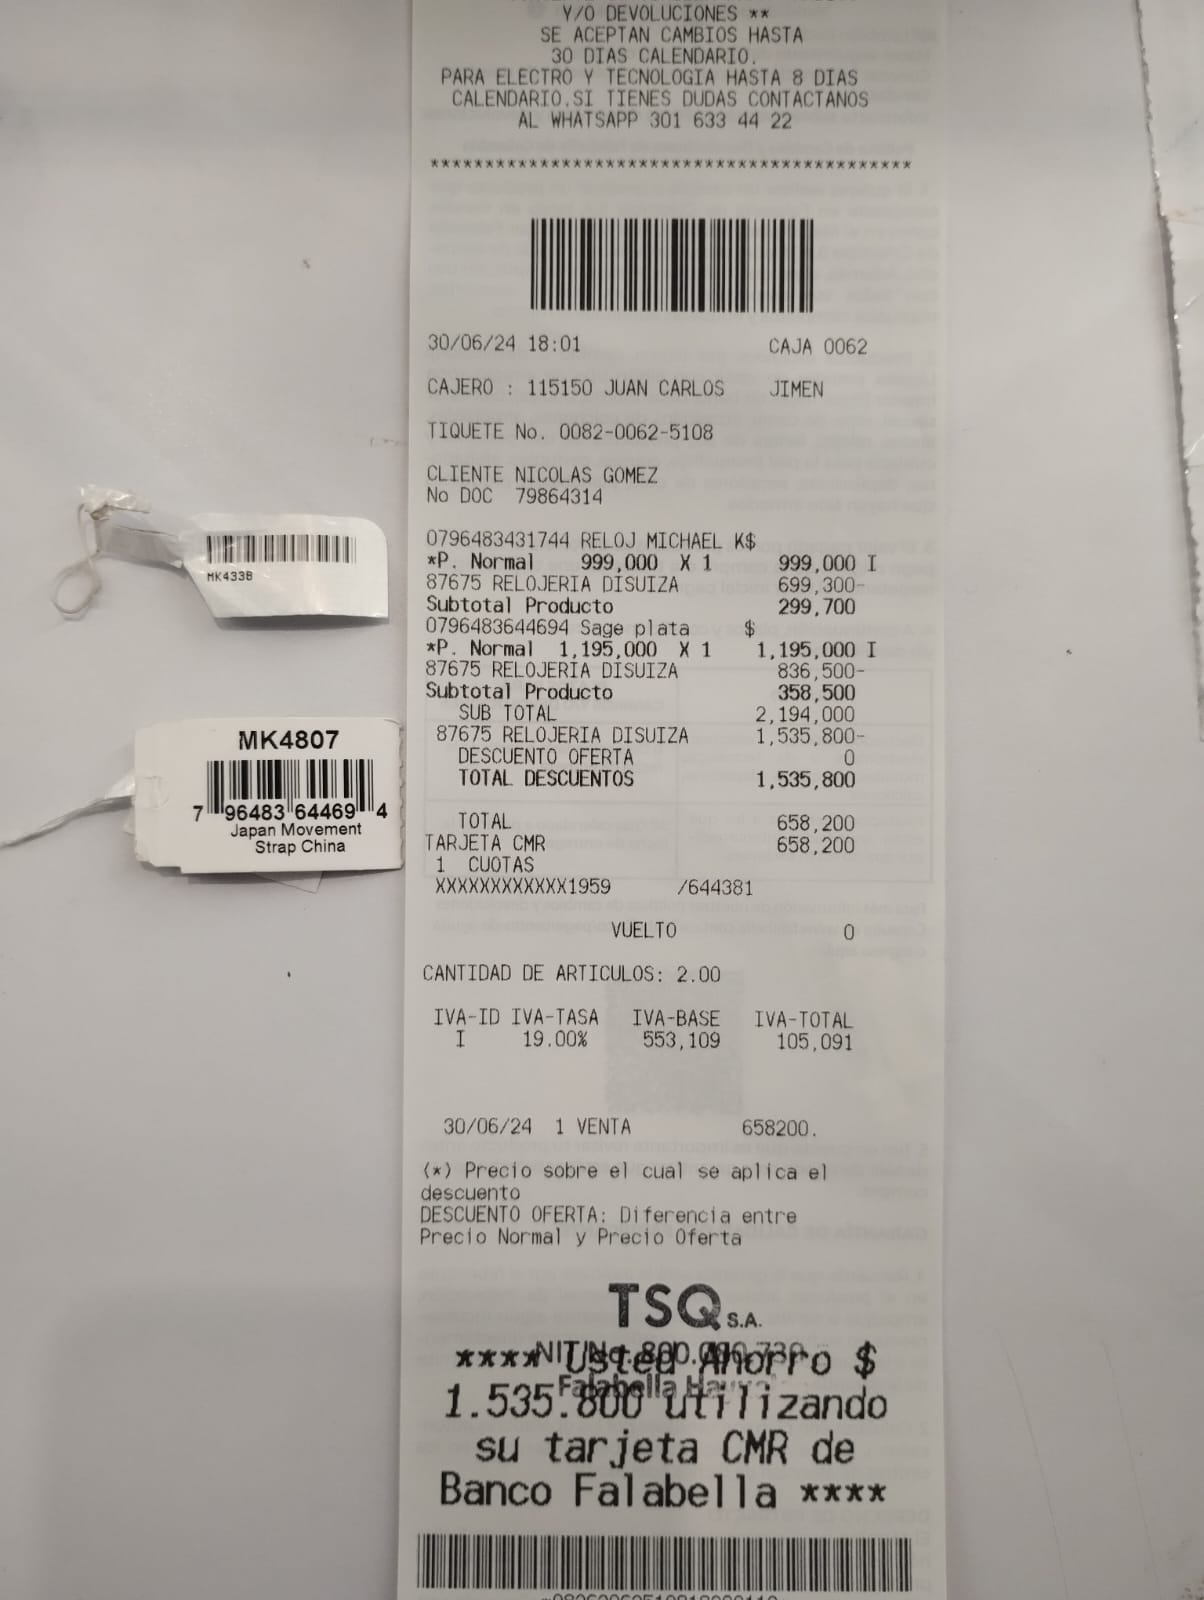 Y/O DEVOLUCIONES **
SE ACEPTAN CAMBIOS HASTA
30 DIAS CALENDARIO.
PARA ELECTRO Y TECNOLOGIA HASTA 8 DIAS
CALENDARIO.SI TIENES DUDAS CONTACTANOS
AL WHATSAPP 301 633 44 22
********************************************
30/06/24 18:01 CAJA 0062
CAJERO : 115150 JUAN CARLOS JIMEN
TIQUETE No. 0082-0062-5108
CLIENTE NICOLAS GOMEZ
No DOC 79864314
0796483431744 RELOJ MICHAEL K$
*P. Normal 999,000 X 1 999,000 I
87675 RELOJERIA DISUIZA 699,300-
Subtotal Producto 299,700
0796483644694 Sage plata $
*P. Normal 1,195,000 X 1 1,195,000 I
87675 RELOJERIA DISUIZA 836,500-
Subtotal Producto 358,500
SUB TOTAL 2,194,000
87675 RELOJERIA DISUIZA 1,535,800-
DESCUENTO OFERTA 0
TOTAL DESCUENTOS 1,535,800
TOTAL 658,200
TARJETA CMR 658,200
1 CUOTAS
XXXXXXXXXXXX1959 /644381
VUELTO 0
CANTIDAD DE ARTICULOS: 2.00
IVA-ID IVA-TASA IVA-BASE IVA-TOTAL
I 19.00% 553,109 105,091
30/06/24 1 VENTA 658200.
(*) Precio sobre el cual se aplica el
descuento
DESCUENTO OFERTA: Diferencia entre
Precio Normal y Precio Oferta
TSQ S.A.
NIT No. 800.
**** Usted Ahorro $
Falabella
1.535.800 utilizando
su tarjeta CMR de
Banco Falabella ****
MK4338
MK4807
7 96483 64469 4
Japan Movement
Strap China